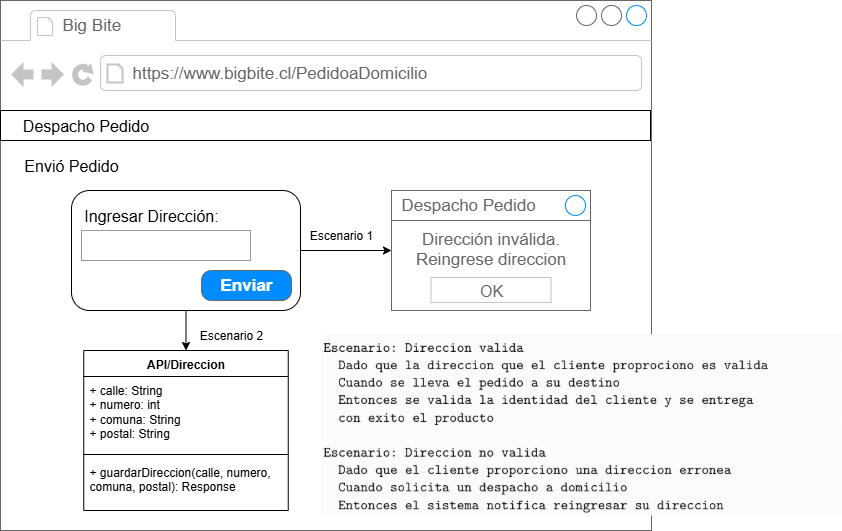 Big Bite
https://www.bigbite.cl/PedidoaDomicilio
Despacho Pedido
Envió Pedido
Ingresar Dirección:
Enviar
Escenario 1
Despacho Pedido
Dirección inválida.
Reingrese direccion
OK
Escenario 2
API/Direccion
+ calle: String
+ numero: int
+ comuna: String
+ postal: String
+ guardarDireccion(calle, numero,
comuna, postal): Response
Escenario: Direccion valida
Dado que la direccion que el cliente proprociono es valida
Cuando se lleva el pedido a su destino
Entonces se valida la identidad del cliente y se entrega
con exito el producto
Escenario: Direccion no valida
Dado que el cliente proporciono una direccion erronea
Cuando solicita un despacho a domicilio
Entonces el sistema notifica reingresar su direccion